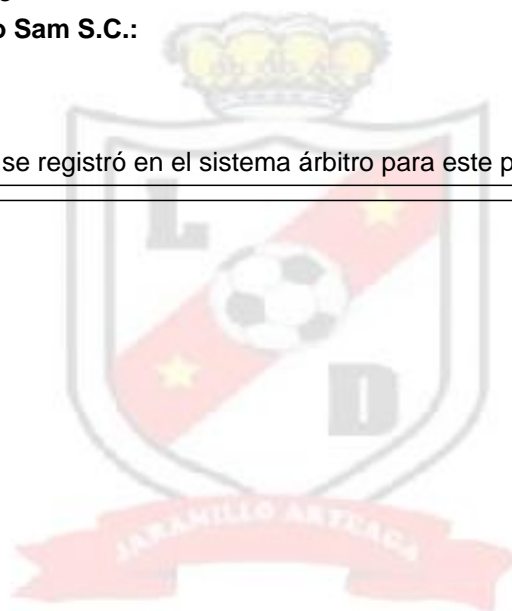 o Sam S.C.:
se registró en el sistema árbitro para este p
L
D
JARAMILLO ARTEAGA